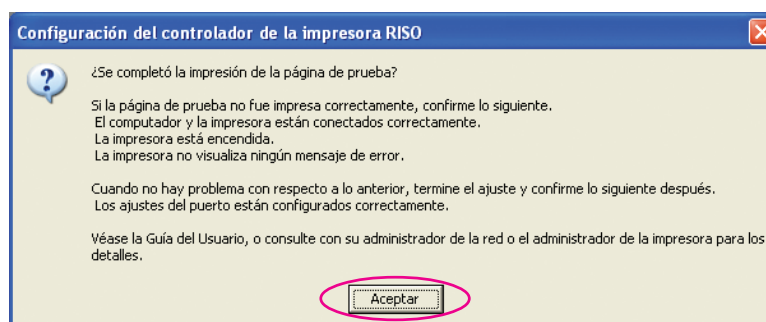 Configuración del controlador de la impresora RISO
¿Se completó la impresión de la página de prueba?
Si la página de prueba no fue impresa correctamente, confirme lo siguiente.
El computador y la impresora están conectados correctamente.
La impresora está encendida.
La impresora no visualiza ningún mensaje de error.
Cuando no hay problema con respecto a lo anterior, termine el ajuste y confirme lo siguiente después.
Los ajustes del puerto están configurados correctamente.
Véase la Guía del Usuario, o consulte con su administrador de la red o el administrador de la impresora para los
detalles.
Aceptar